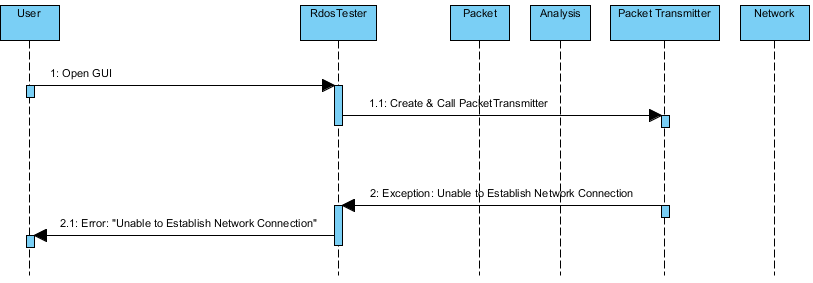 User
RdosTester
Packet
Analysis
Packet Transmitter
Network
1: Open GUI
1.1: Create & Call PacketTransmitter
2: Exception: Unable to Establish Network Connection
2.1: Error: "Unable to Establish Network Connection"